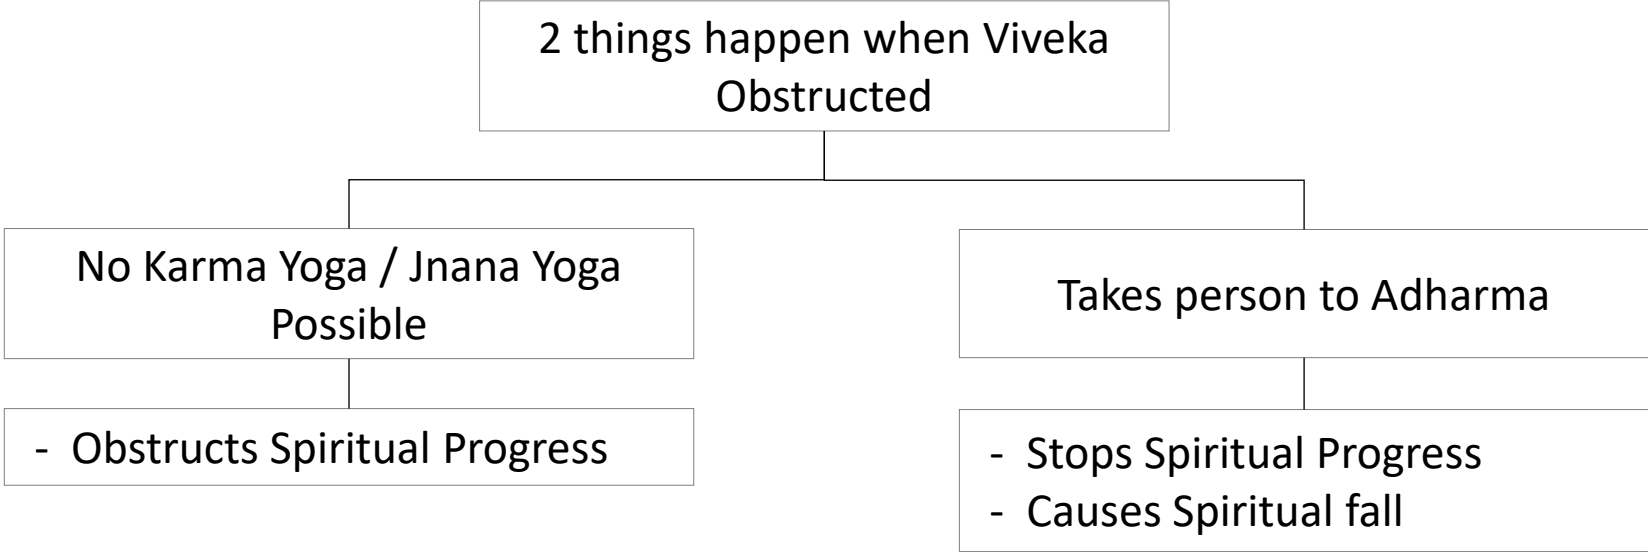 2 things happen when Viveka
Obstructed
No Karma Yoga / Jnana Yoga
Possible
- Obstructs Spiritual Progress
Takes person to Adharma
- Stops Spiritual Progress
- Causes Spiritual fall